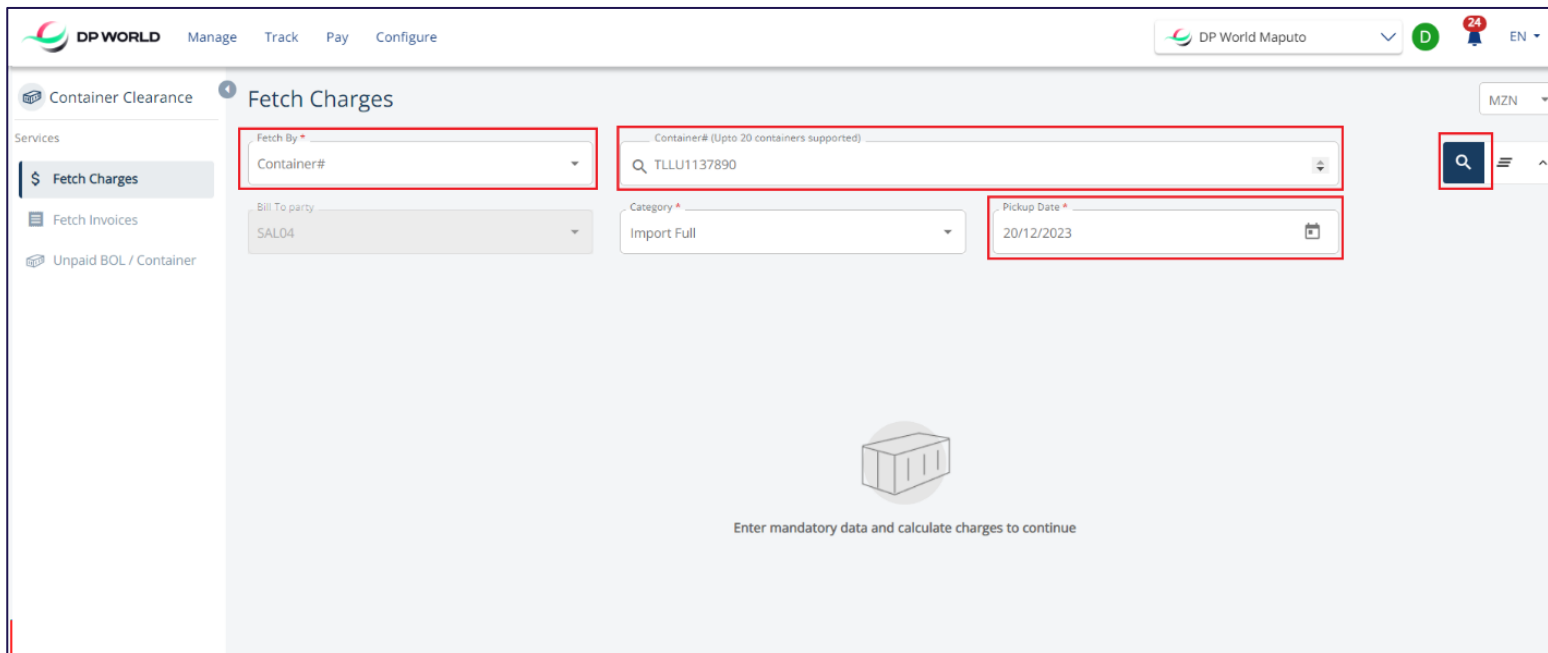 DP WORLD Manage Track Pay Configure DP World Maputo D 24 EN
Container Clearance Fetch Charges MZN
Services
Fetch By * Container# (Upto 20 containers supported)
Container# TLLU1137890
$ Fetch Charges
Fetch Invoices
Unpaid BOL / Container
Bill To party Category * Pickup Date *
SAL04 Import Full 20/12/2023
Enter mandatory data and calculate charges to continue